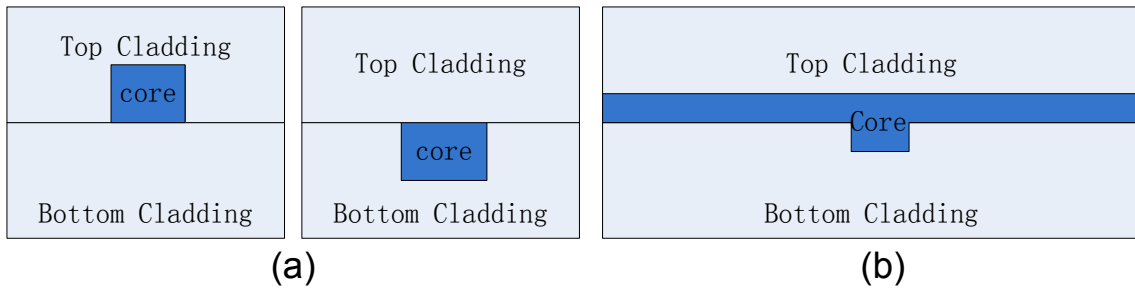 Top Cladding
core
Bottom Cladding
Top Cladding
core
Bottom Cladding
(a)
Top Cladding
Core
Bottom Cladding
(b)